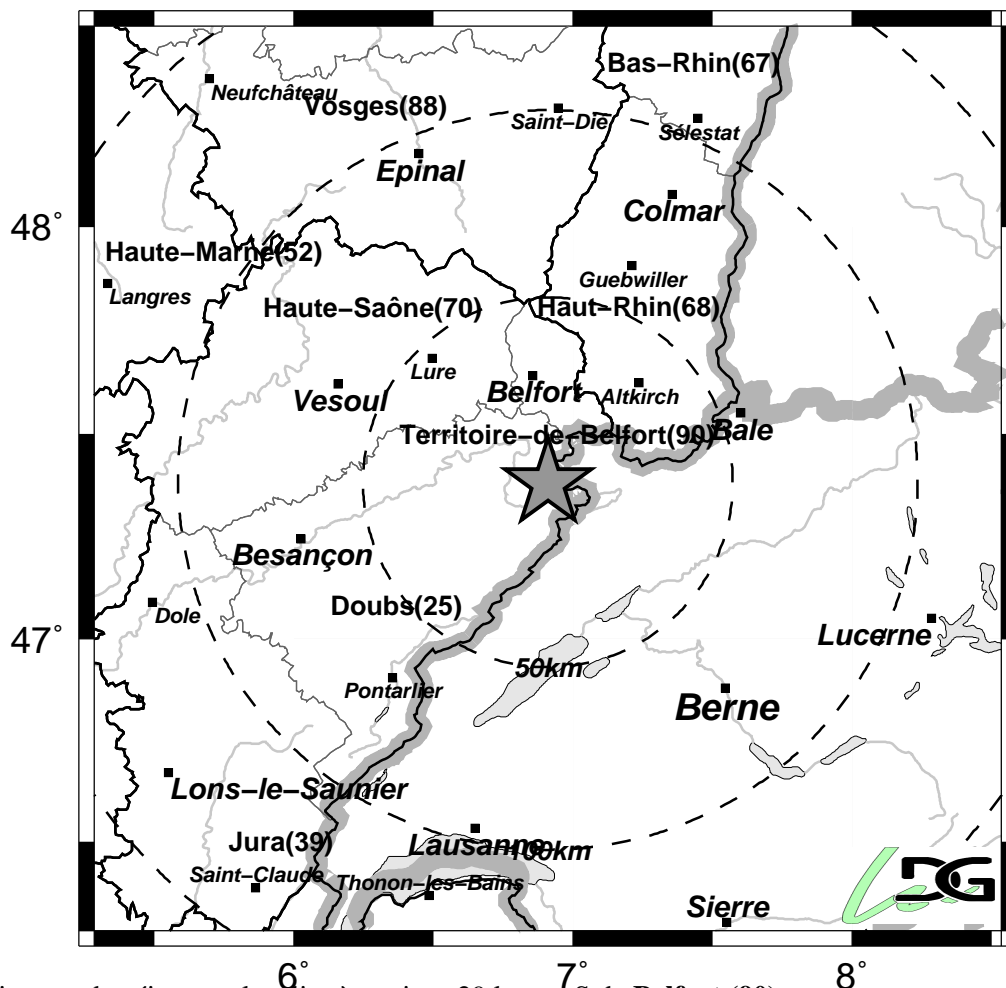 Bas−Rhin(67)
Neufchâteau
Vosges(88)
Saint−Dié
Sélestat
Epinal
Colmar
48°
Haute−Marne(52)
Langres
Guebwiller
Haute−Saône(70)
Haut−Rhin(68)
Lure
Vesoul
Belfort
Altkirch
Territoire−de−Belfort(90)
Bale
Besançon
Doubs(25)
Dole
47°
Lucerne
50km
Pontarlier
Berne
Lons−le−Saunier
Jura(39)
Lausanne
100km
Saint−Claude
Thonon−les−Bains
Sierre
6°
7°
8°